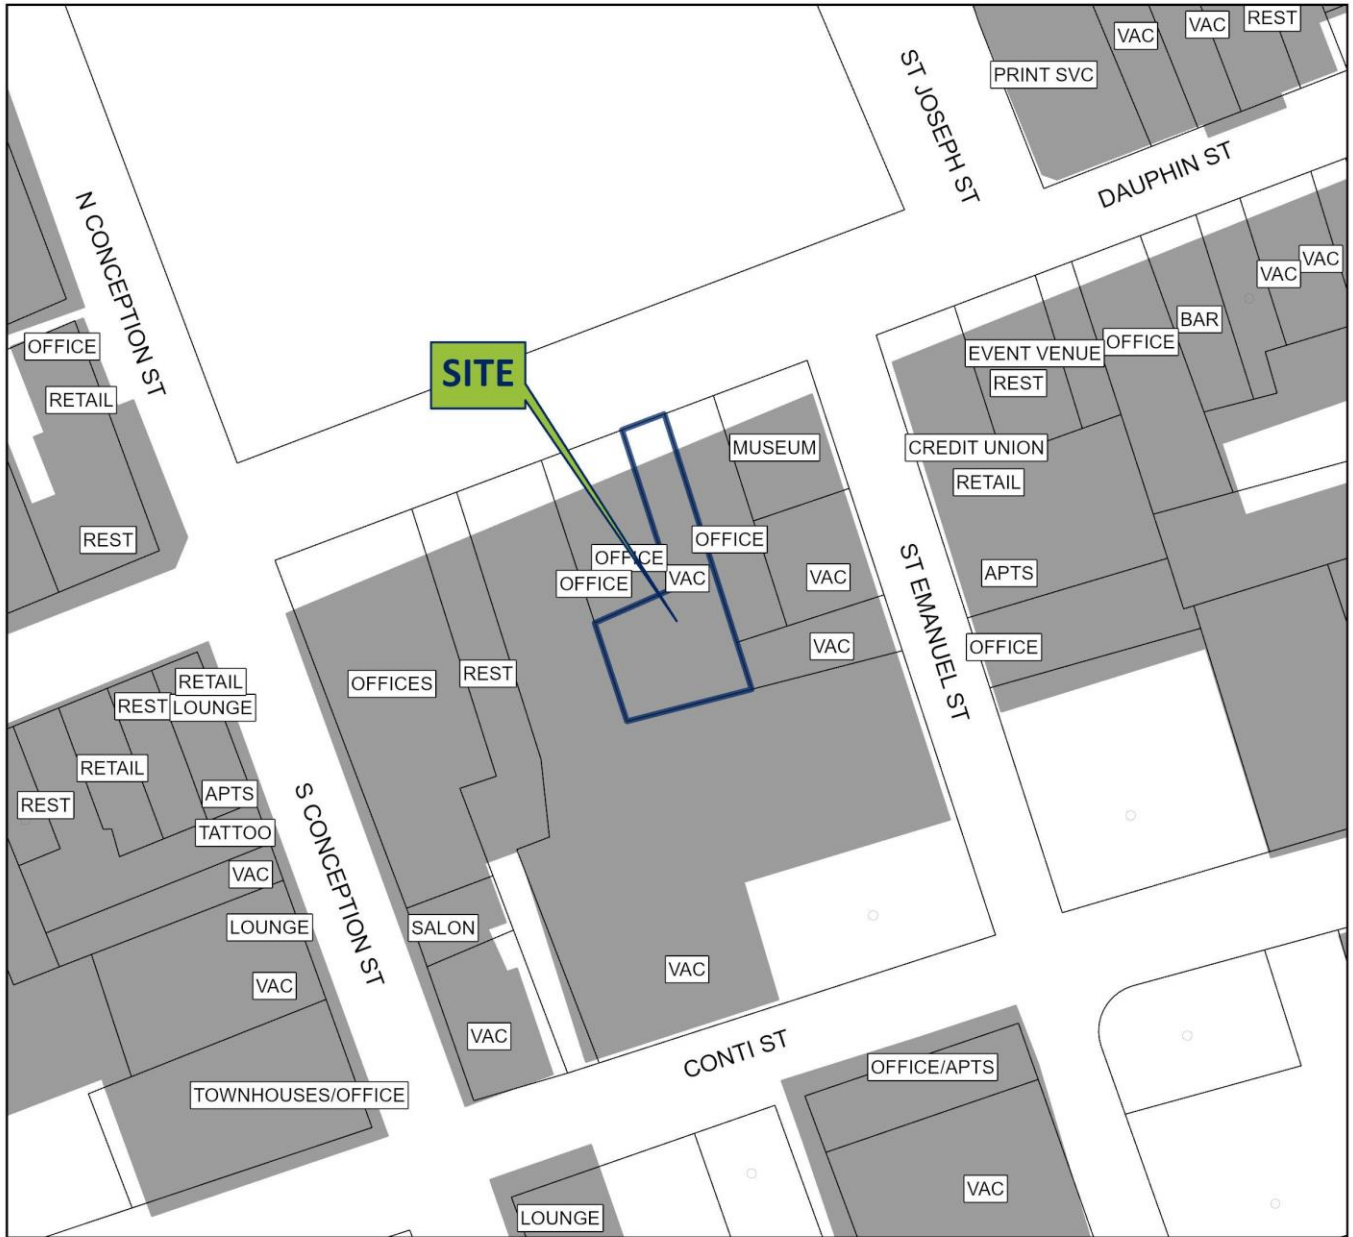 REST
VAC
VAC
PRINT SVC
ST JOSEPH ST
DAUPHIN ST
N CONCEPTION ST
VAC
VAC
BAR
OFFICE
EVENT VENUE
REST
OFFICE
RETAIL
SITE
MUSEUM
CREDIT UNION
RETAIL
REST
OFFICE
OFFICE
OFFICE
VAC
VAC
APTS
ST EMANUEL ST
VAC
OFFICE
REST
OFFICES
RETAIL
REST
LOUNGE
RETAIL
REST
APTS
TATTOO
VAC
S CONCEPTION ST
LOUNGE
SALON
VAC
VAC
VAC
CONTI ST
OFFICE/APTS
TOWNHOUSES/OFFICE
VAC
LOUNGE